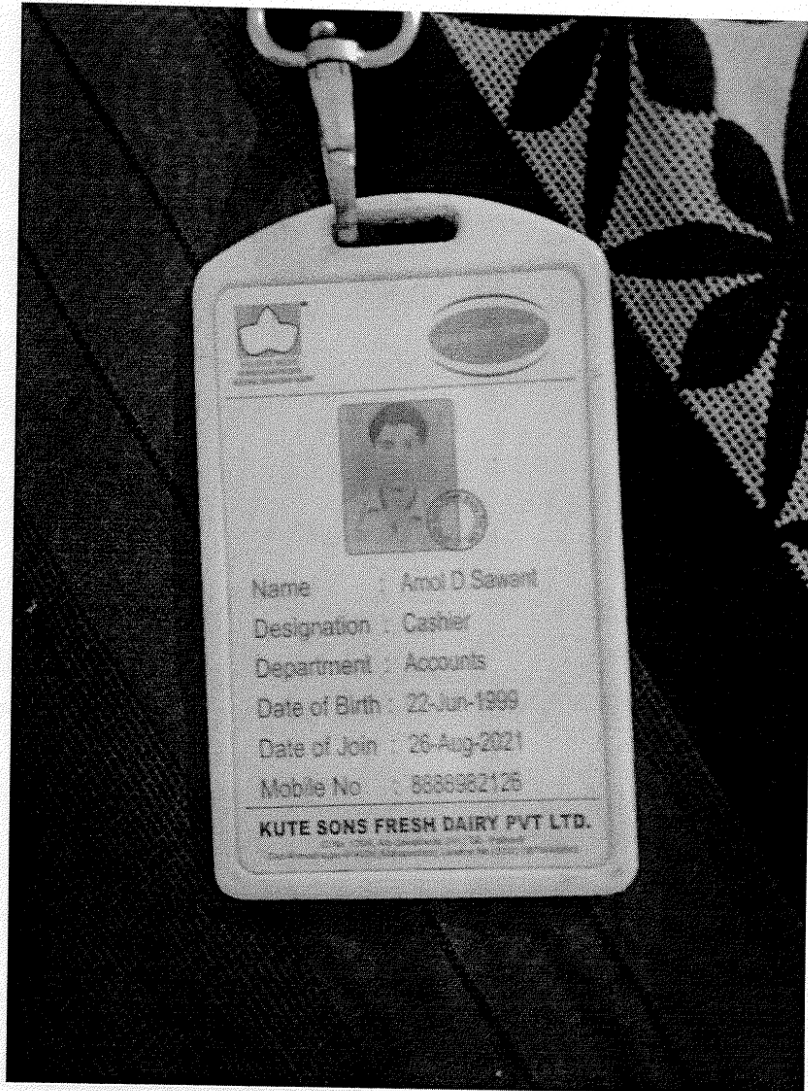 Name : Amol D Sawant
Designation : Cashier
Department : Accounts
Date of Birth : 22-Jun-1999
Date of Join : 26-Aug-2021
Mobile No : 8686982126
KUTE SONS FRESH DAIRY PVT LTD.